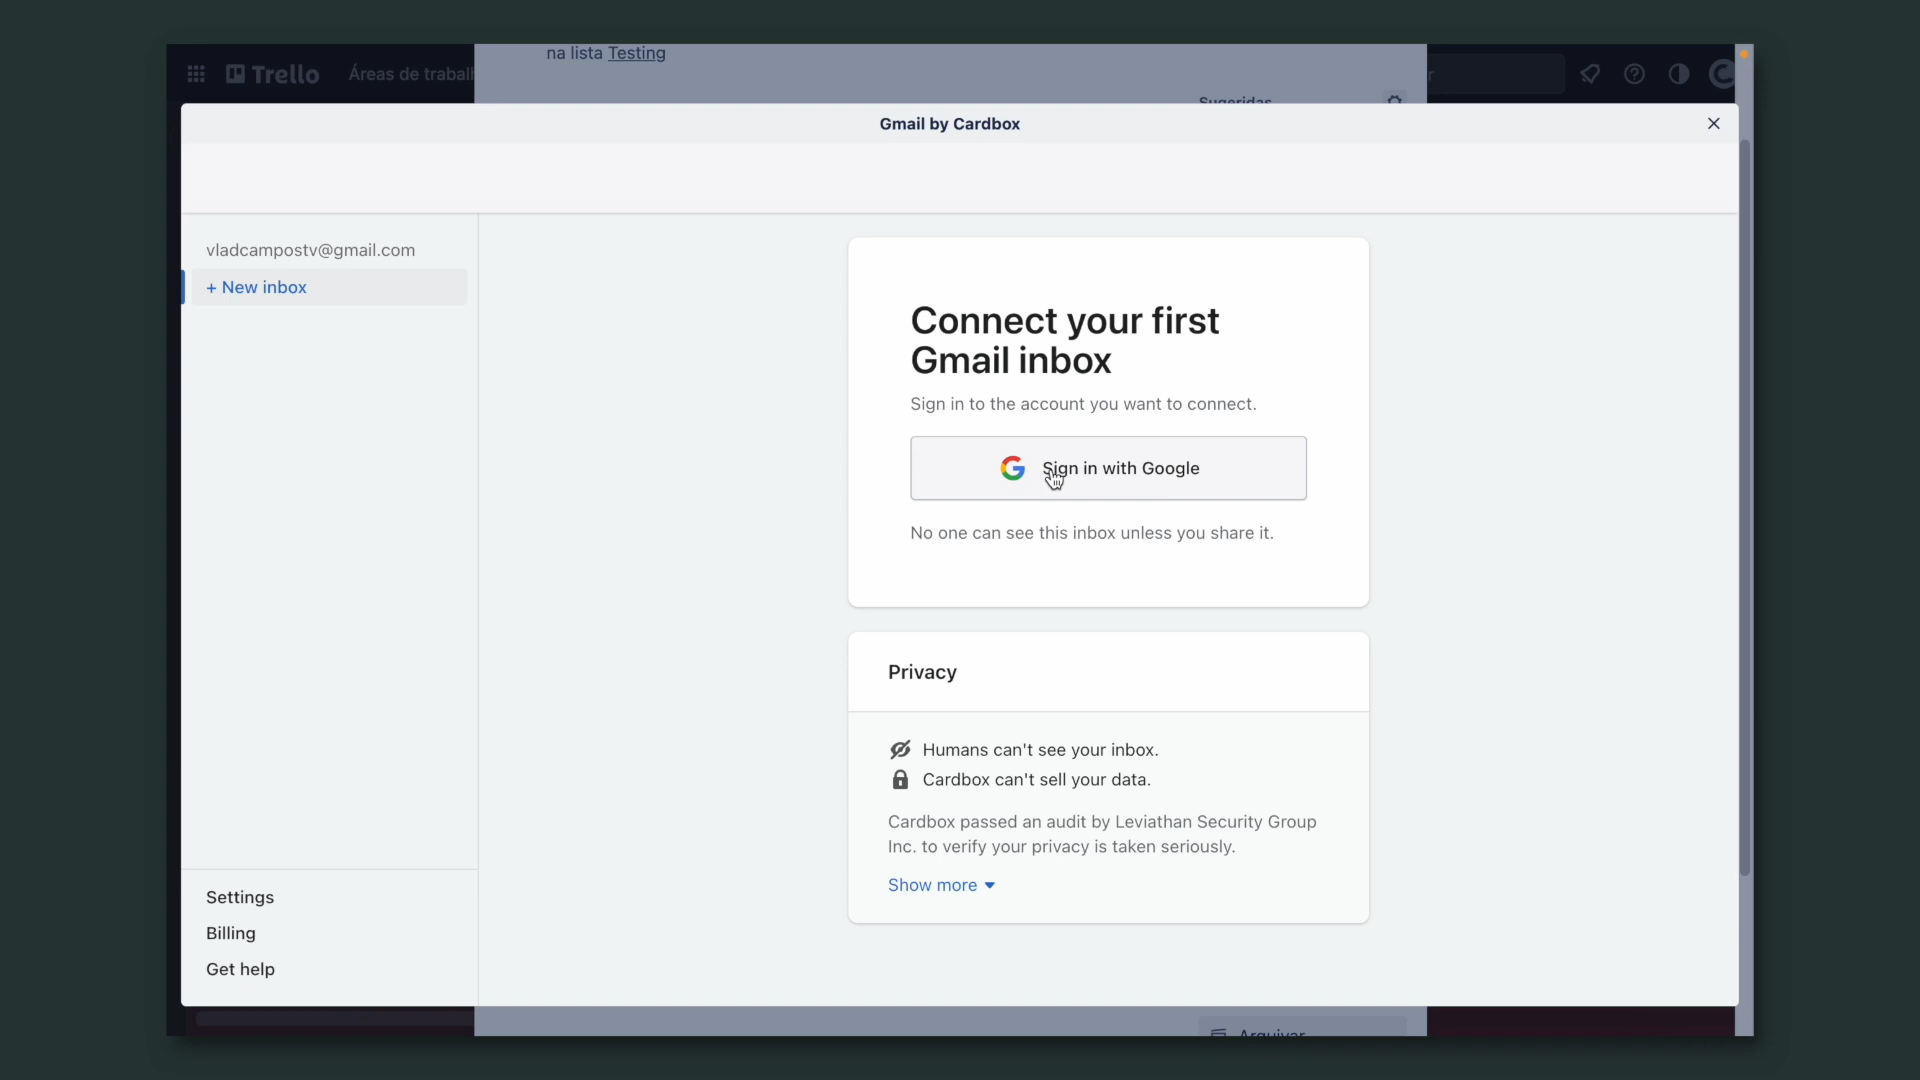 na lista Testing
Trello
Áreas de trabal
Sugeridas
Gmail by Cardbox
vladcampostv@gmail.com
+ New inbox
Connect your first
Gmail inbox
Sign in to the account you want to connect.
Sign in with Google
No one can see this inbox unless you share it.
Privacy
Humans can't see your inbox.
Cardbox can't sell your data.
Cardbox passed an audit by Leviathan Security Group
Inc. to verify your privacy is taken seriously.
Show more
Settings
Billing
Get help
Arquivar